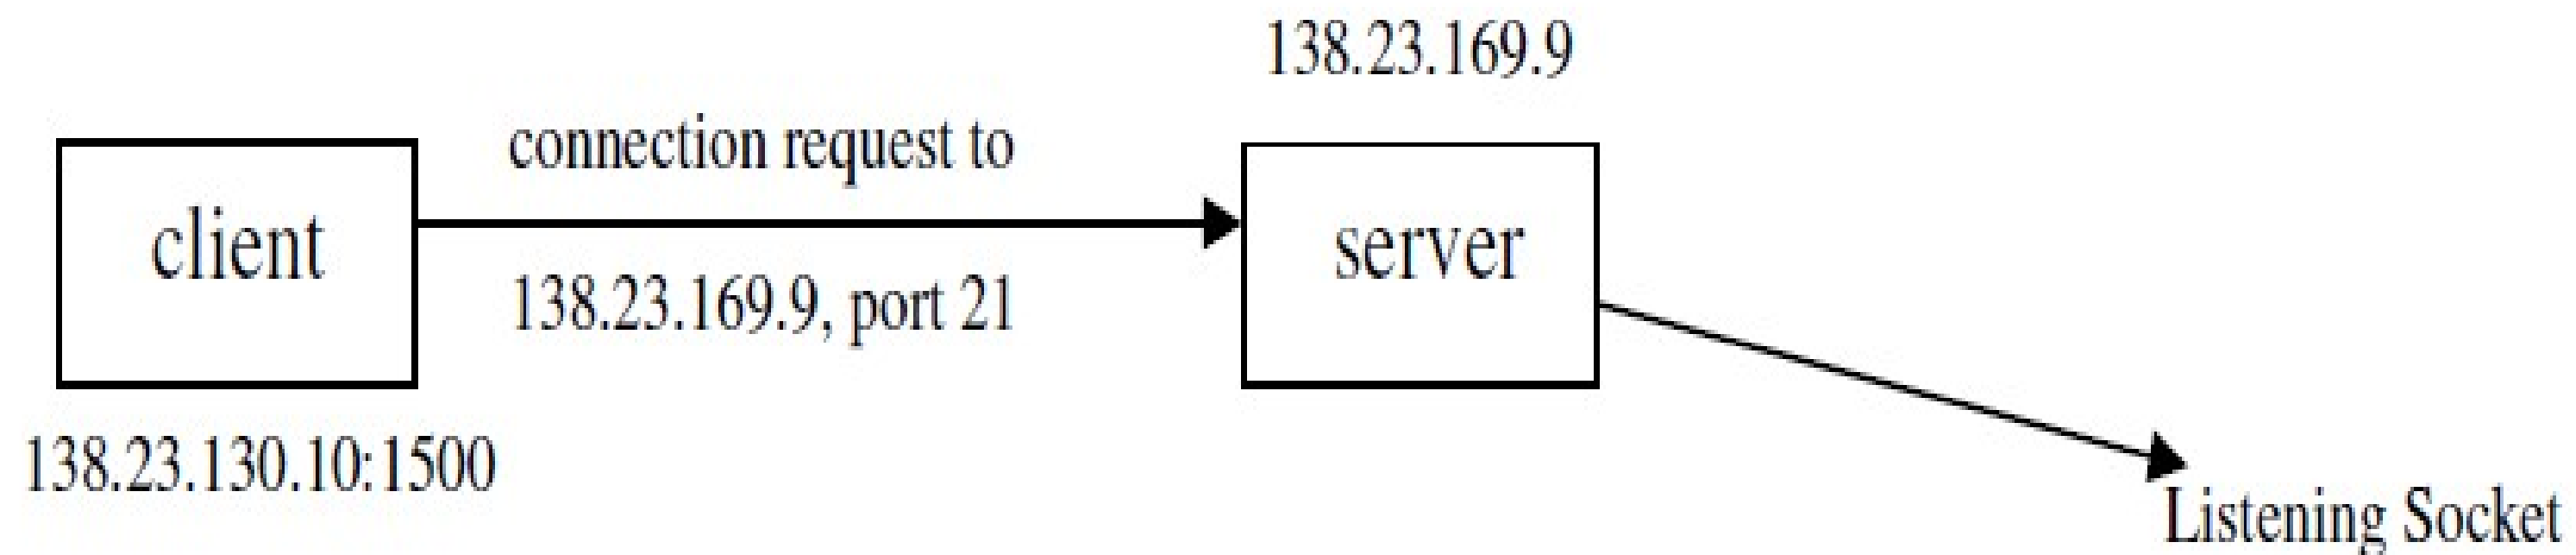 138.23.169.9
connection request to
client
server
138.23.169.9, port 21
138.23.130.10:1500
Listening Socket